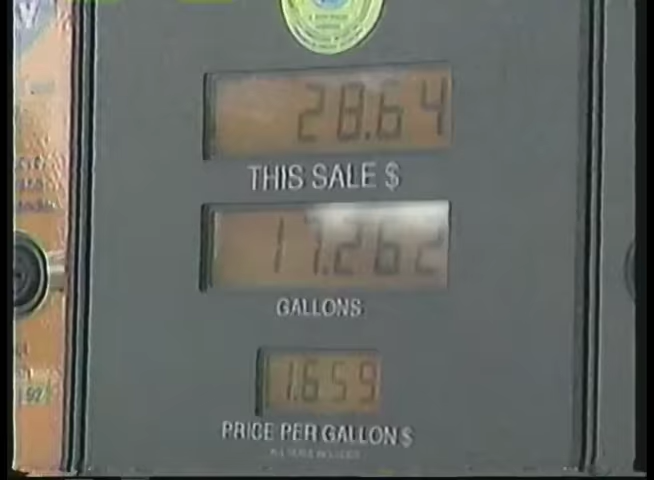 28.64
THIS SALE $
17.262
GALLONS
1.659
PRICE PER GALLON $